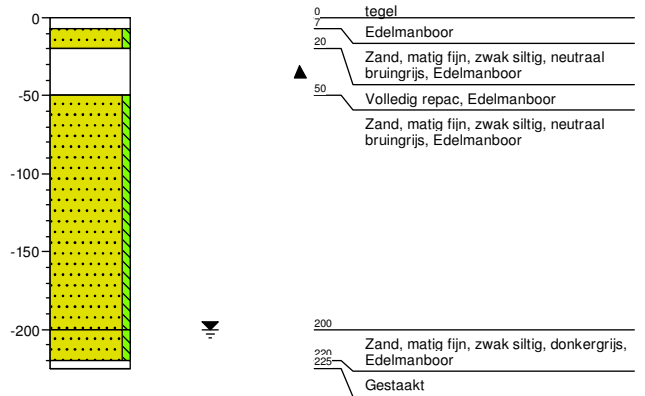 0
-50
-100
-150
-200
0 tegel
7 Edelmanboor
20 Zand, matig fijn, zwak siltig, neutraal
bruingrijs, Edelmanboor
50 Volledig repac, Edelmanboor
Zand, matig fijn, zwak siltig, neutraal
bruingrijs, Edelmanboor
200
Zand, matig fijn, zwak siltig, donkergrijs,
220 Edelmanboor
225
Gestaakt